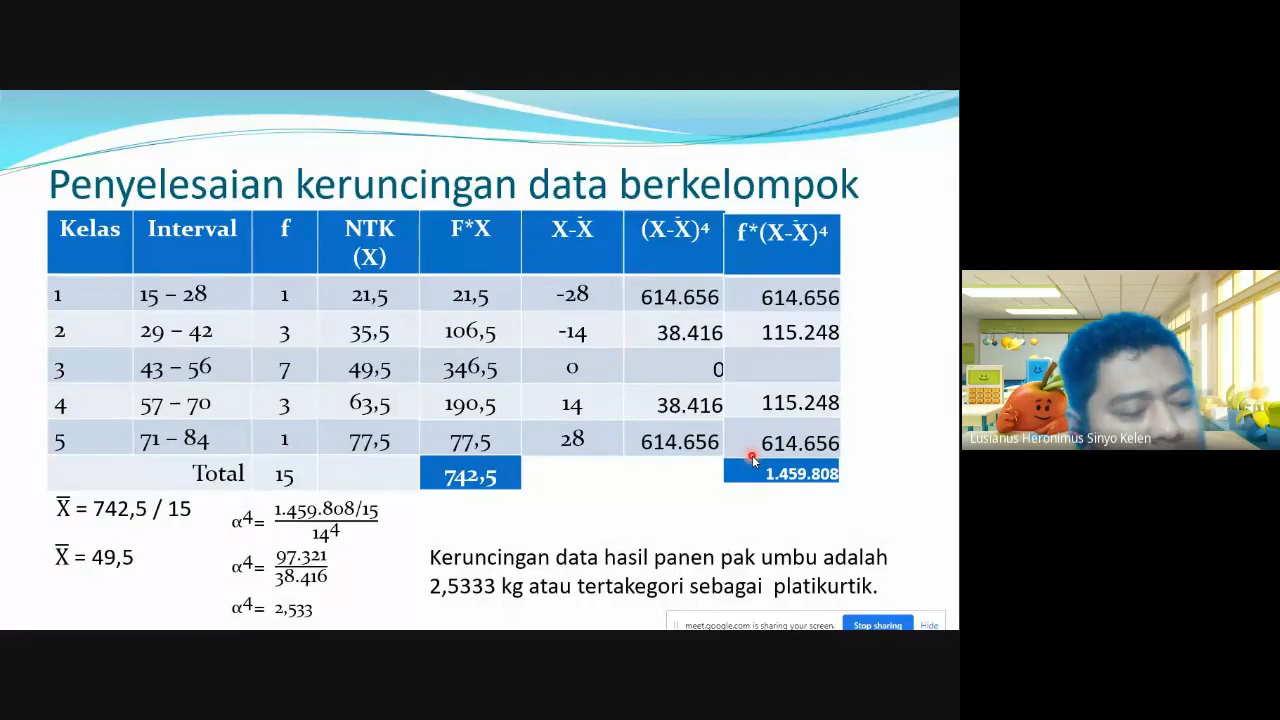 Penyelesaian keruncingan data berkelompok
Kelas Interval f NTK (X) F*X X-Ẋ (X-Ẋ)⁴ f*(X-Ẋ)⁴
1 15 – 28 1 21,5 21,5 -28 614.656 614.656
2 29 – 42 3 35,5 106,5 -14 38.416 115.248
3 43 – 56 7 49,5 346,5 0 0
4 57 – 70 3 63,5 190,5 14 38.416 115.248
5 71 – 84 1 77,5 77,5 28 614.656 614.656
Total 15 742,5 1.459.808
X̅ = 742,5 / 15
X̅ = 49,5
α⁴= 1.459.808/15
14⁴
α⁴= 97.321
38.416
α⁴= 2,533
Keruncingan data hasil panen pak umbu adalah
2,5333 kg atau tertakegori sebagai platikurtik.
meet.google.com is sharing your screen. Stop sharing Hide
Lusianus Heronimus Sinyo Kelen